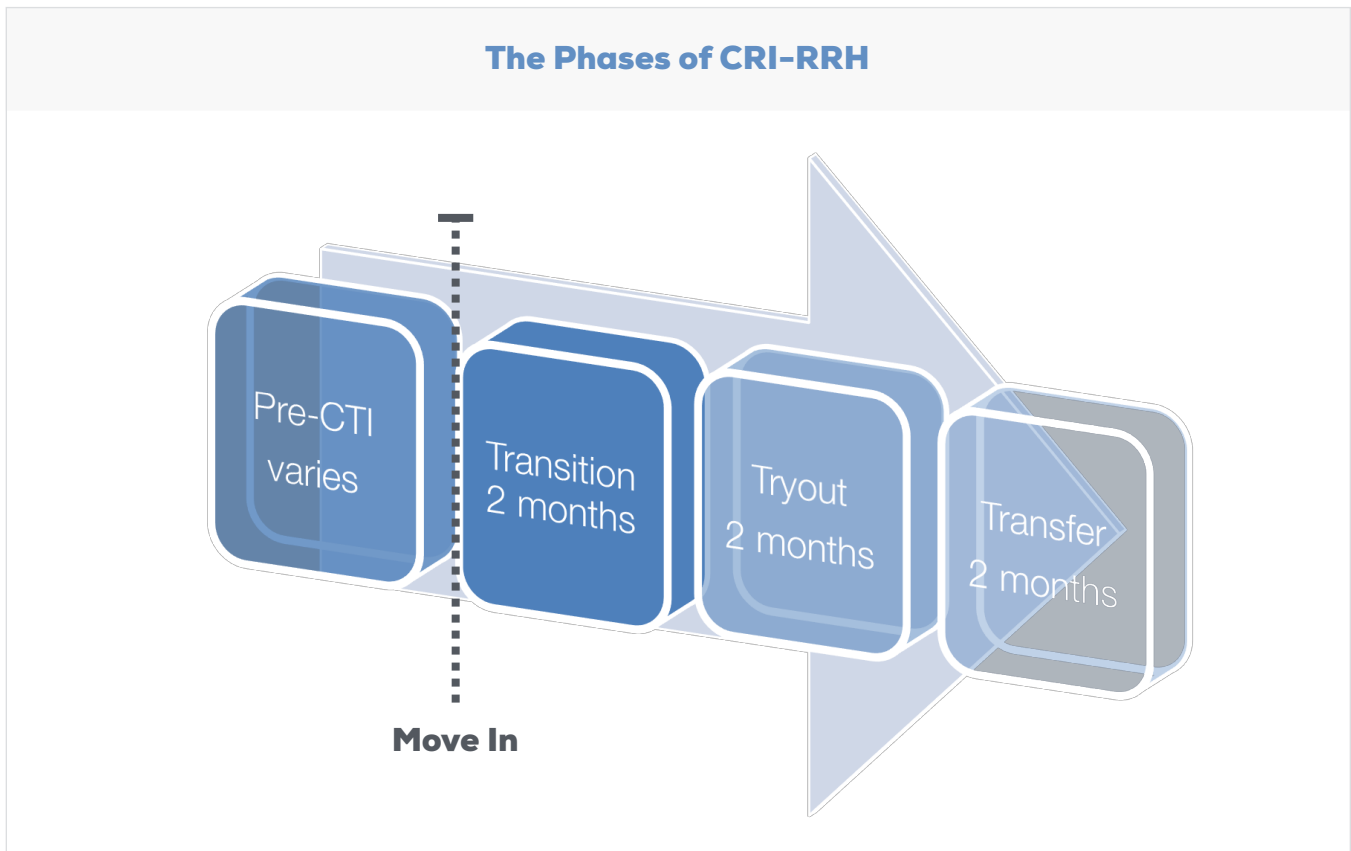 The Phases of CRI-RRH
Pre-CTI
varies
Transition
2 months
Tryout
2 months
Transfer
2 months
Move In